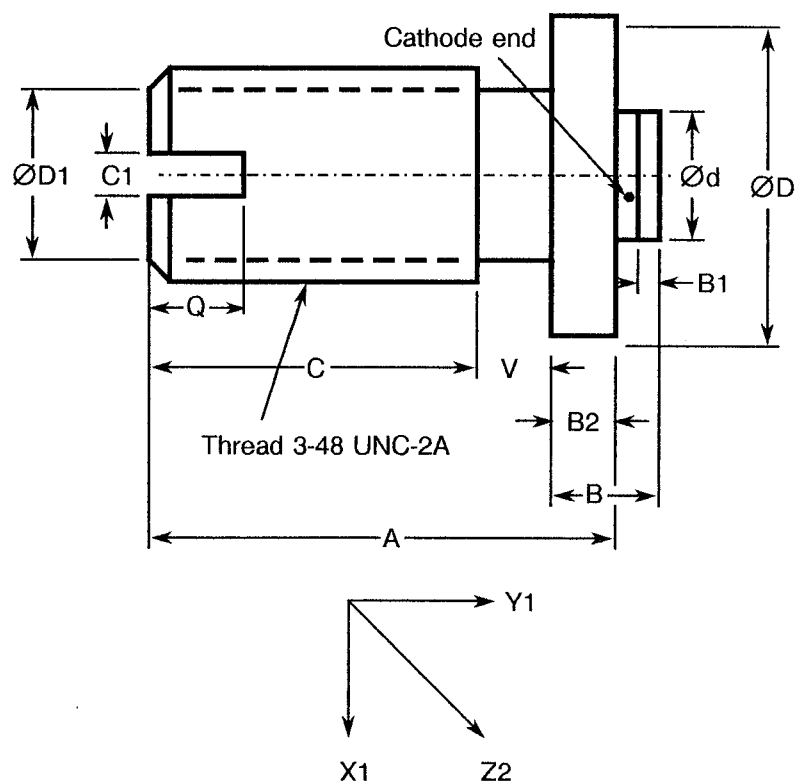 Cathode end
ØD1
C1
Ød
ØD
B1
Q
C
V
B2
Thread 3-48 UNC-2A
B
A
Y1
X1
Z2